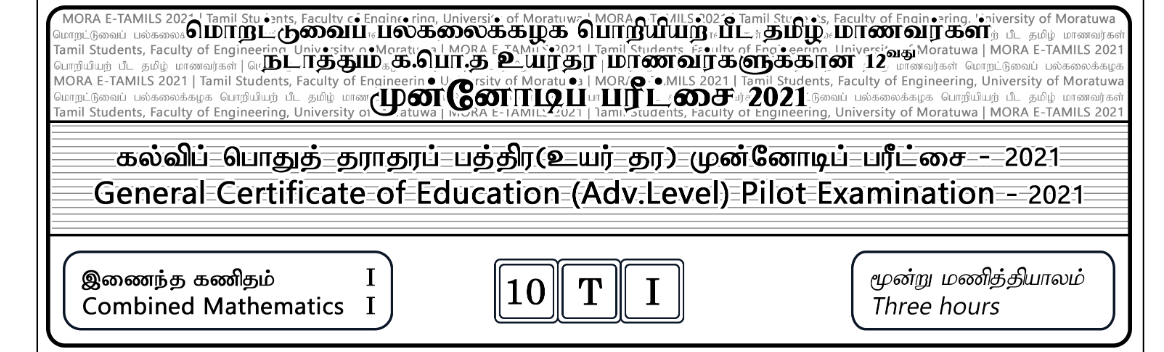 மொறட்டுவைப் பல்கலைக்கழக பொறியியற் பீட தமிழ் மாணவர்கள்
நடாத்தும் க.பொ.த உயர்தர மாணவர்களுக்கான 12வது
முன்னோடிப் பரீட்சை 2021
கல்விப் பொதுத் தராதரப் பத்திர(உயர் தர) முன்னோடிப் பரீட்சை - 2021
General Certificate of Education (Adv.Level) Pilot Examination - 2021
இணைந்த கணிதம் I
Combined Mathematics I
10 T I
மூன்று மணித்தியாலம்
Three hours